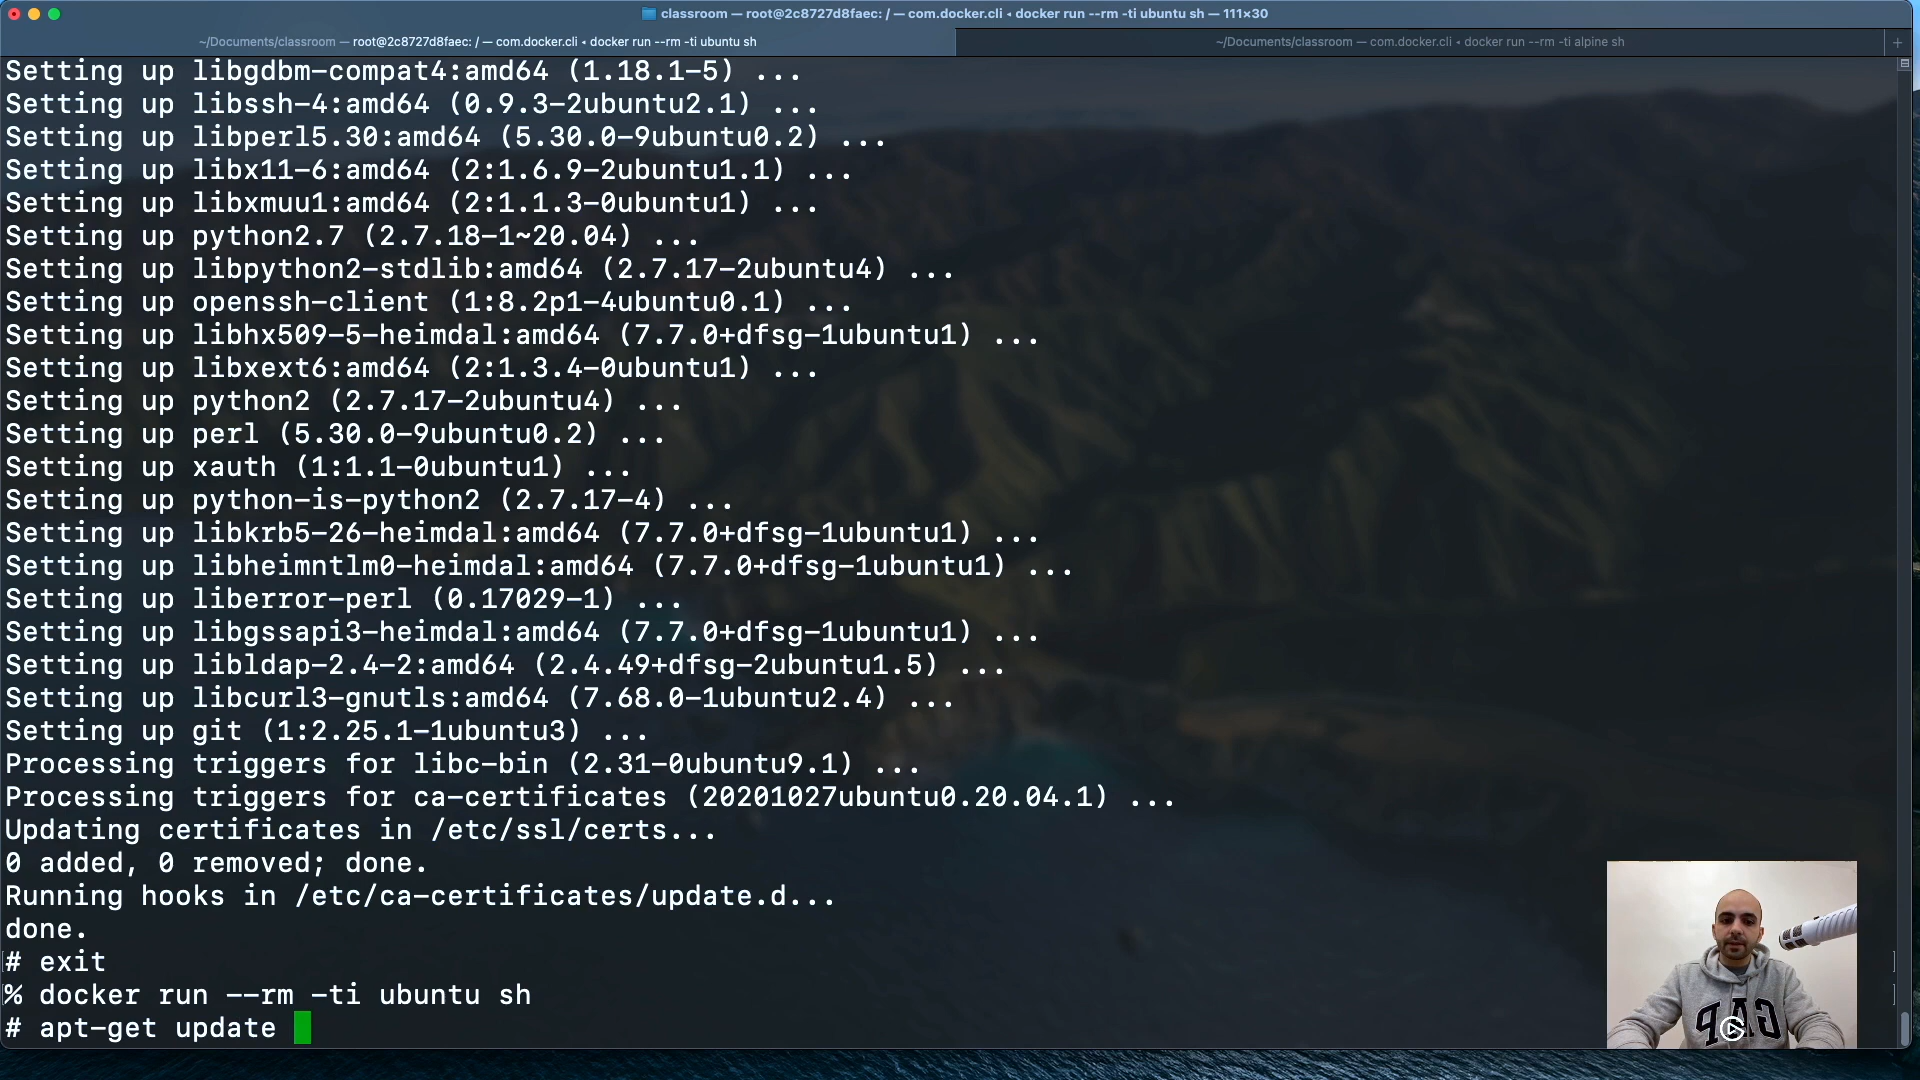 classroom — root@2c8727d8faec: / — com.docker.cli ◂ docker run --rm -ti ubuntu sh — 111×30
~/Documents/classroom — root@2c8727d8faec: / — com.docker.cli ◂ docker run --rm -ti ubuntu sh
~/Documents/classroom — com.docker.cli ◂ docker run --rm -ti alpine sh
Setting up libgdbm-compat4:amd64 (1.18.1-5) ...
Setting up libssh-4:amd64 (0.9.3-2ubuntu2.1) ...
Setting up libperl5.30:amd64 (5.30.0-9ubuntu0.2) ...
Setting up libx11-6:amd64 (2:1.6.9-2ubuntu1.1) ...
Setting up libxmuu1:amd64 (2:1.1.3-0ubuntu1) ...
Setting up python2.7 (2.7.18-1~20.04) ...
Setting up libpython2-stdlib:amd64 (2.7.17-2ubuntu4) ...
Setting up openssh-client (1:8.2p1-4ubuntu0.1) ...
Setting up libhx509-5-heimdal:amd64 (7.7.0+dfsg-1ubuntu1) ...
Setting up libxext6:amd64 (2:1.3.4-0ubuntu1) ...
Setting up python2 (2.7.17-2ubuntu4) ...
Setting up perl (5.30.0-9ubuntu0.2) ...
Setting up xauth (1:1.1-0ubuntu1) ...
Setting up python-is-python2 (2.7.17-4) ...
Setting up libkrb5-26-heimdal:amd64 (7.7.0+dfsg-1ubuntu1) ...
Setting up libheimntlm0-heimdal:amd64 (7.7.0+dfsg-1ubuntu1) ...
Setting up liberror-perl (0.17029-1) ...
Setting up libgssapi3-heimdal:amd64 (7.7.0+dfsg-1ubuntu1) ...
Setting up libldap-2.4-2:amd64 (2.4.49+dfsg-2ubuntu1.5) ...
Setting up libcurl3-gnutls:amd64 (7.68.0-1ubuntu2.4) ...
Setting up git (1:2.25.1-1ubuntu3) ...
Processing triggers for libc-bin (2.31-0ubuntu9.1) ...
Processing triggers for ca-certificates (20201027ubuntu0.20.04.1) ...
Updating certificates in /etc/ssl/certs...
0 added, 0 removed; done.
Running hooks in /etc/ca-certificates/update.d...
done.
# exit
% docker run --rm -ti ubuntu sh
# apt-get update
GAP